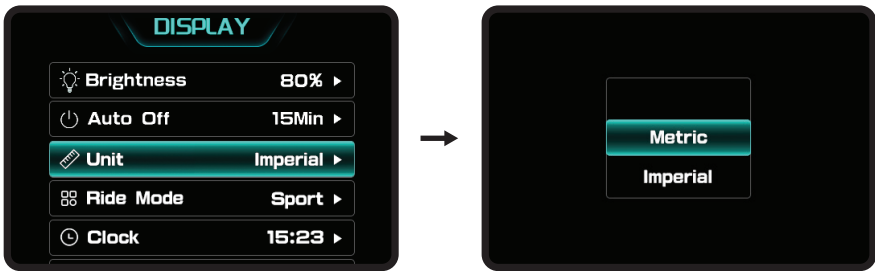 DISPLAY
Brightness 80%
Auto Off 15Min
Unit Imperial
Ride Mode Sport
Clock 15:23
Metric
Imperial